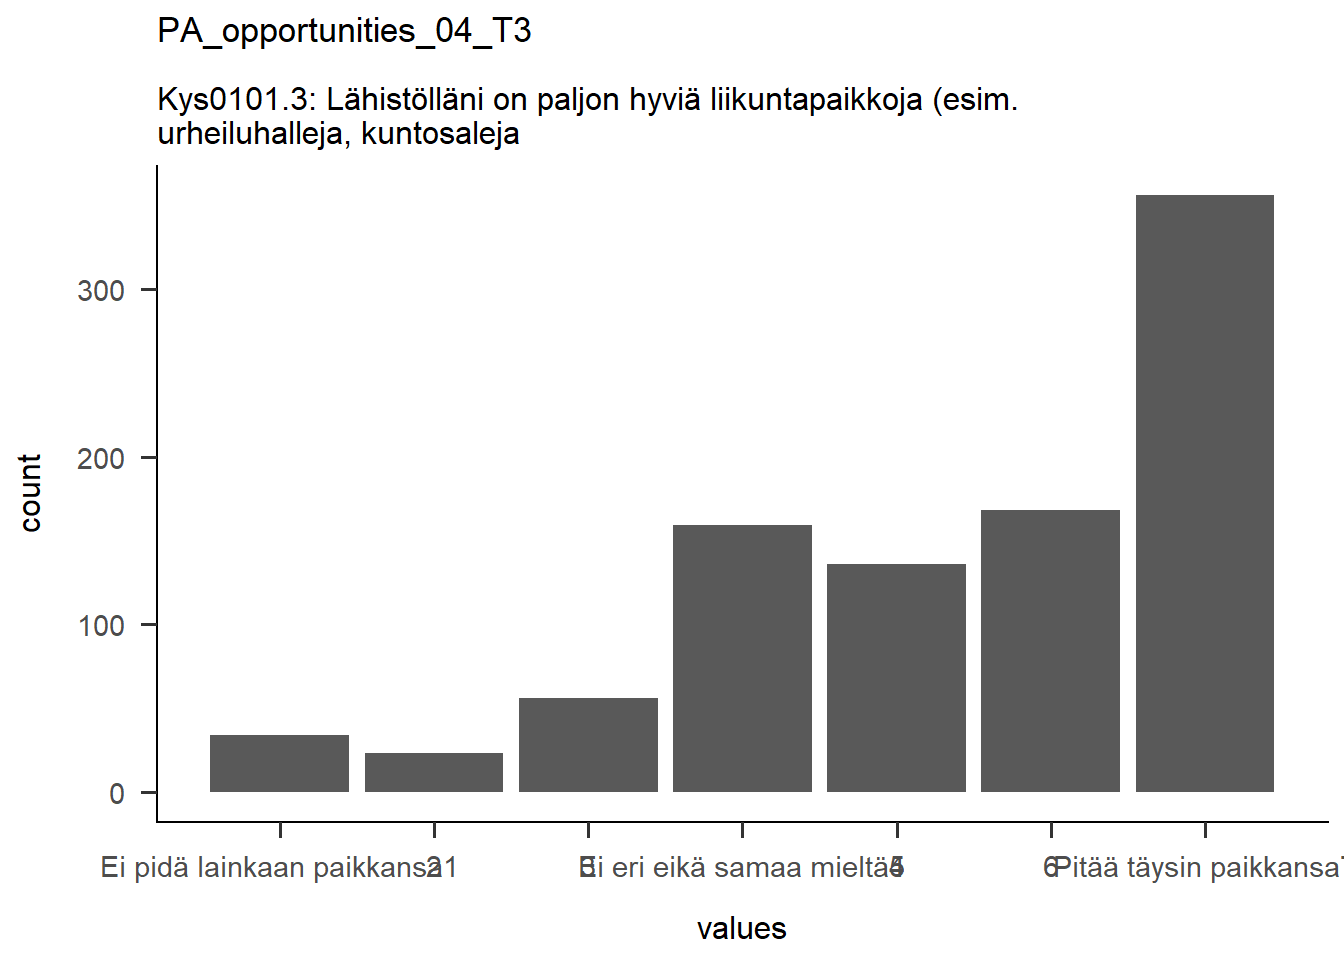 PA_opportunities_04_T3
Kys0101.3: Lähistölläni on paljon hyviä liikuntapaikkoja (esim.
urheiluhalleja, kuntosaleja
count
300
200
100
0
Ei pidä lainkaan paikkansa1 2 3 Ei eri eikä samaa mieltä4 5 6 Pitää täysin paikkansa7
values